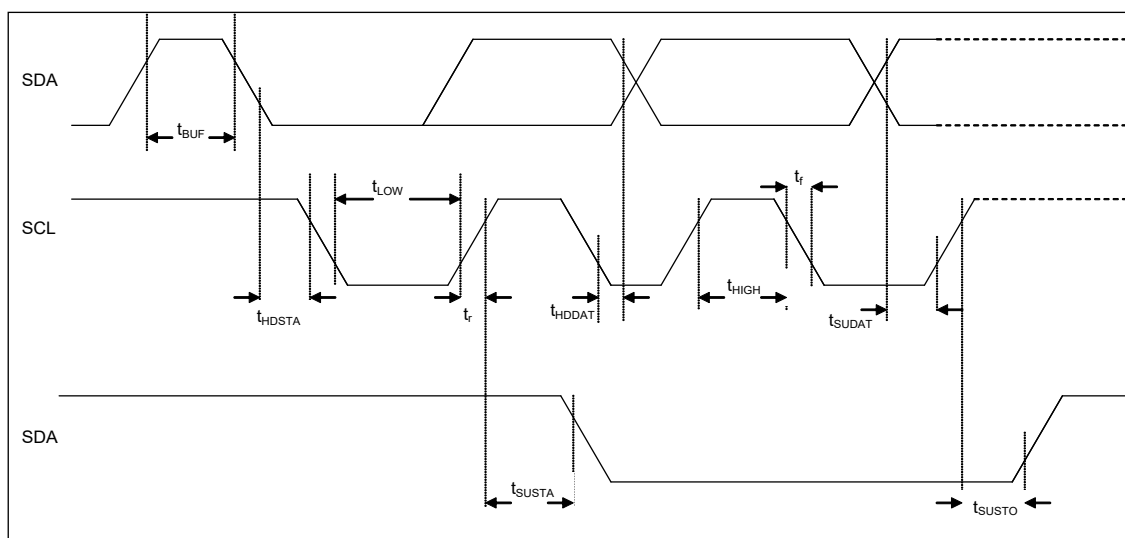 SDA
tBUF
tLOW
tf
SCL
tHDSTA
tr
tHDDAT
tHIGH
tSUDAT
SDA
tSUSTA
tSUSTO